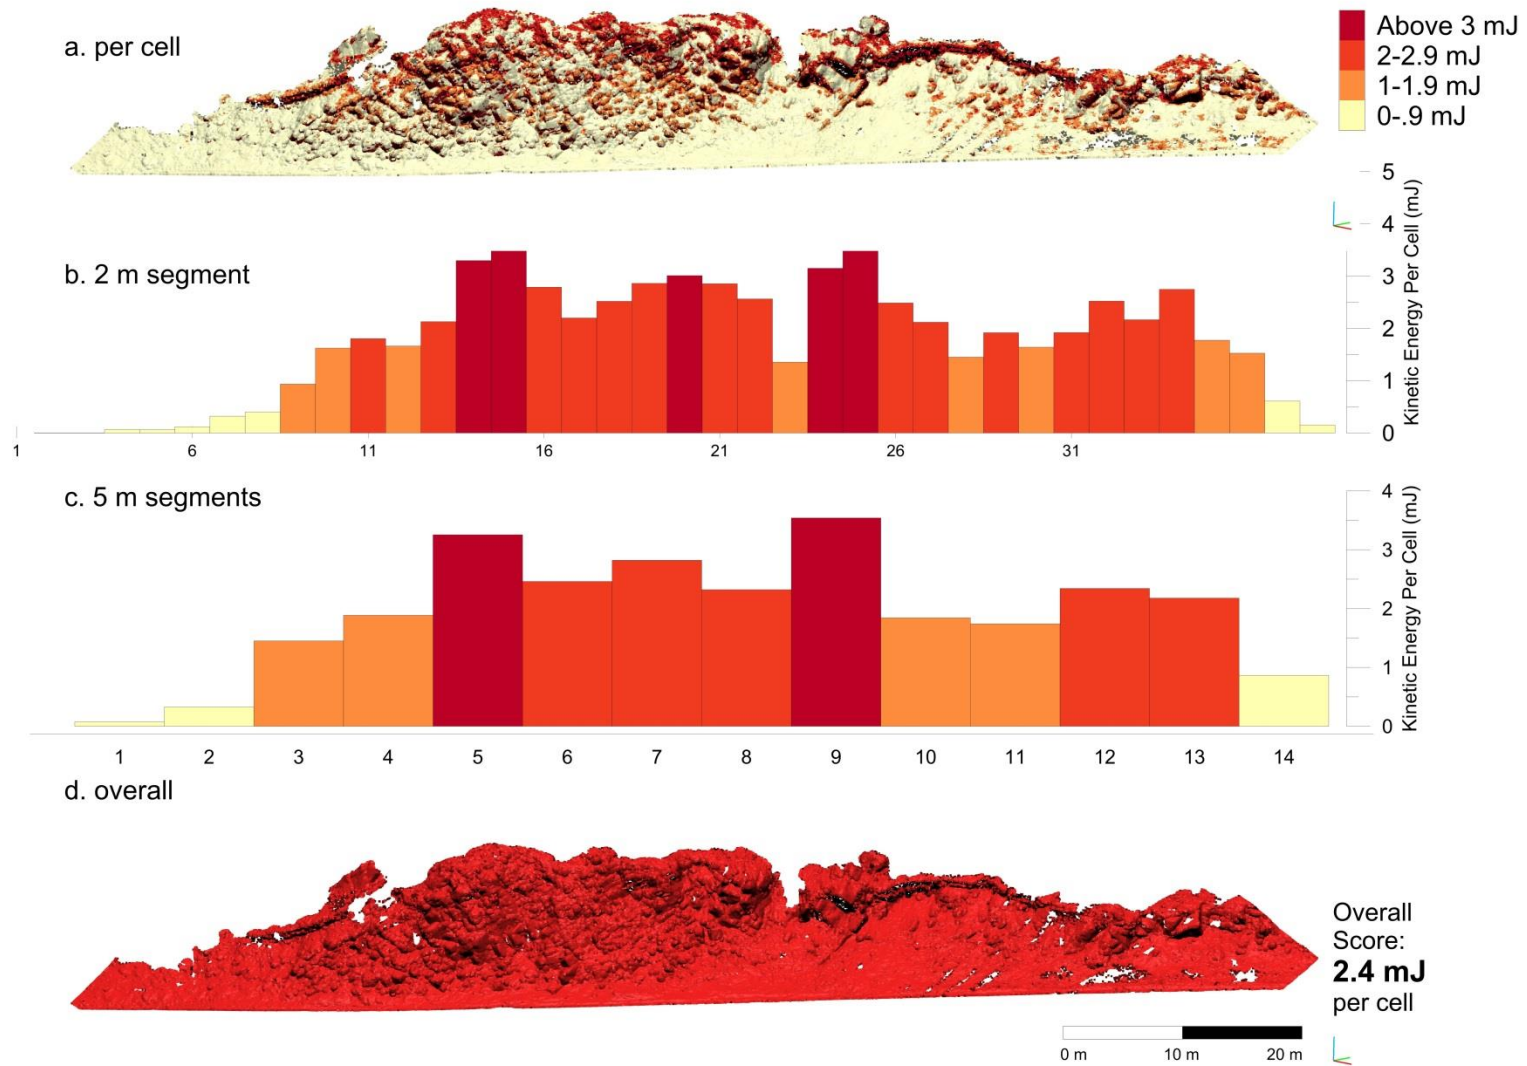 a. per cell
Above 3 mJ
2-2.9 mJ
1-1.9 mJ
0-.9 mJ
b. 2 m segment
5
4
3
2
1
0
Kinetic Energy Per Cell (mJ)
1 6 11 16 21 26 31
c. 5 m segments
4
3
2
1
0
Kinetic Energy Per Cell (mJ)
1 2 3 4 5 6 7 8 9 10 11 12 13 14
d. overall
Overall
Score:
2.4 mJ
per cell
0 m 10 m 20 m